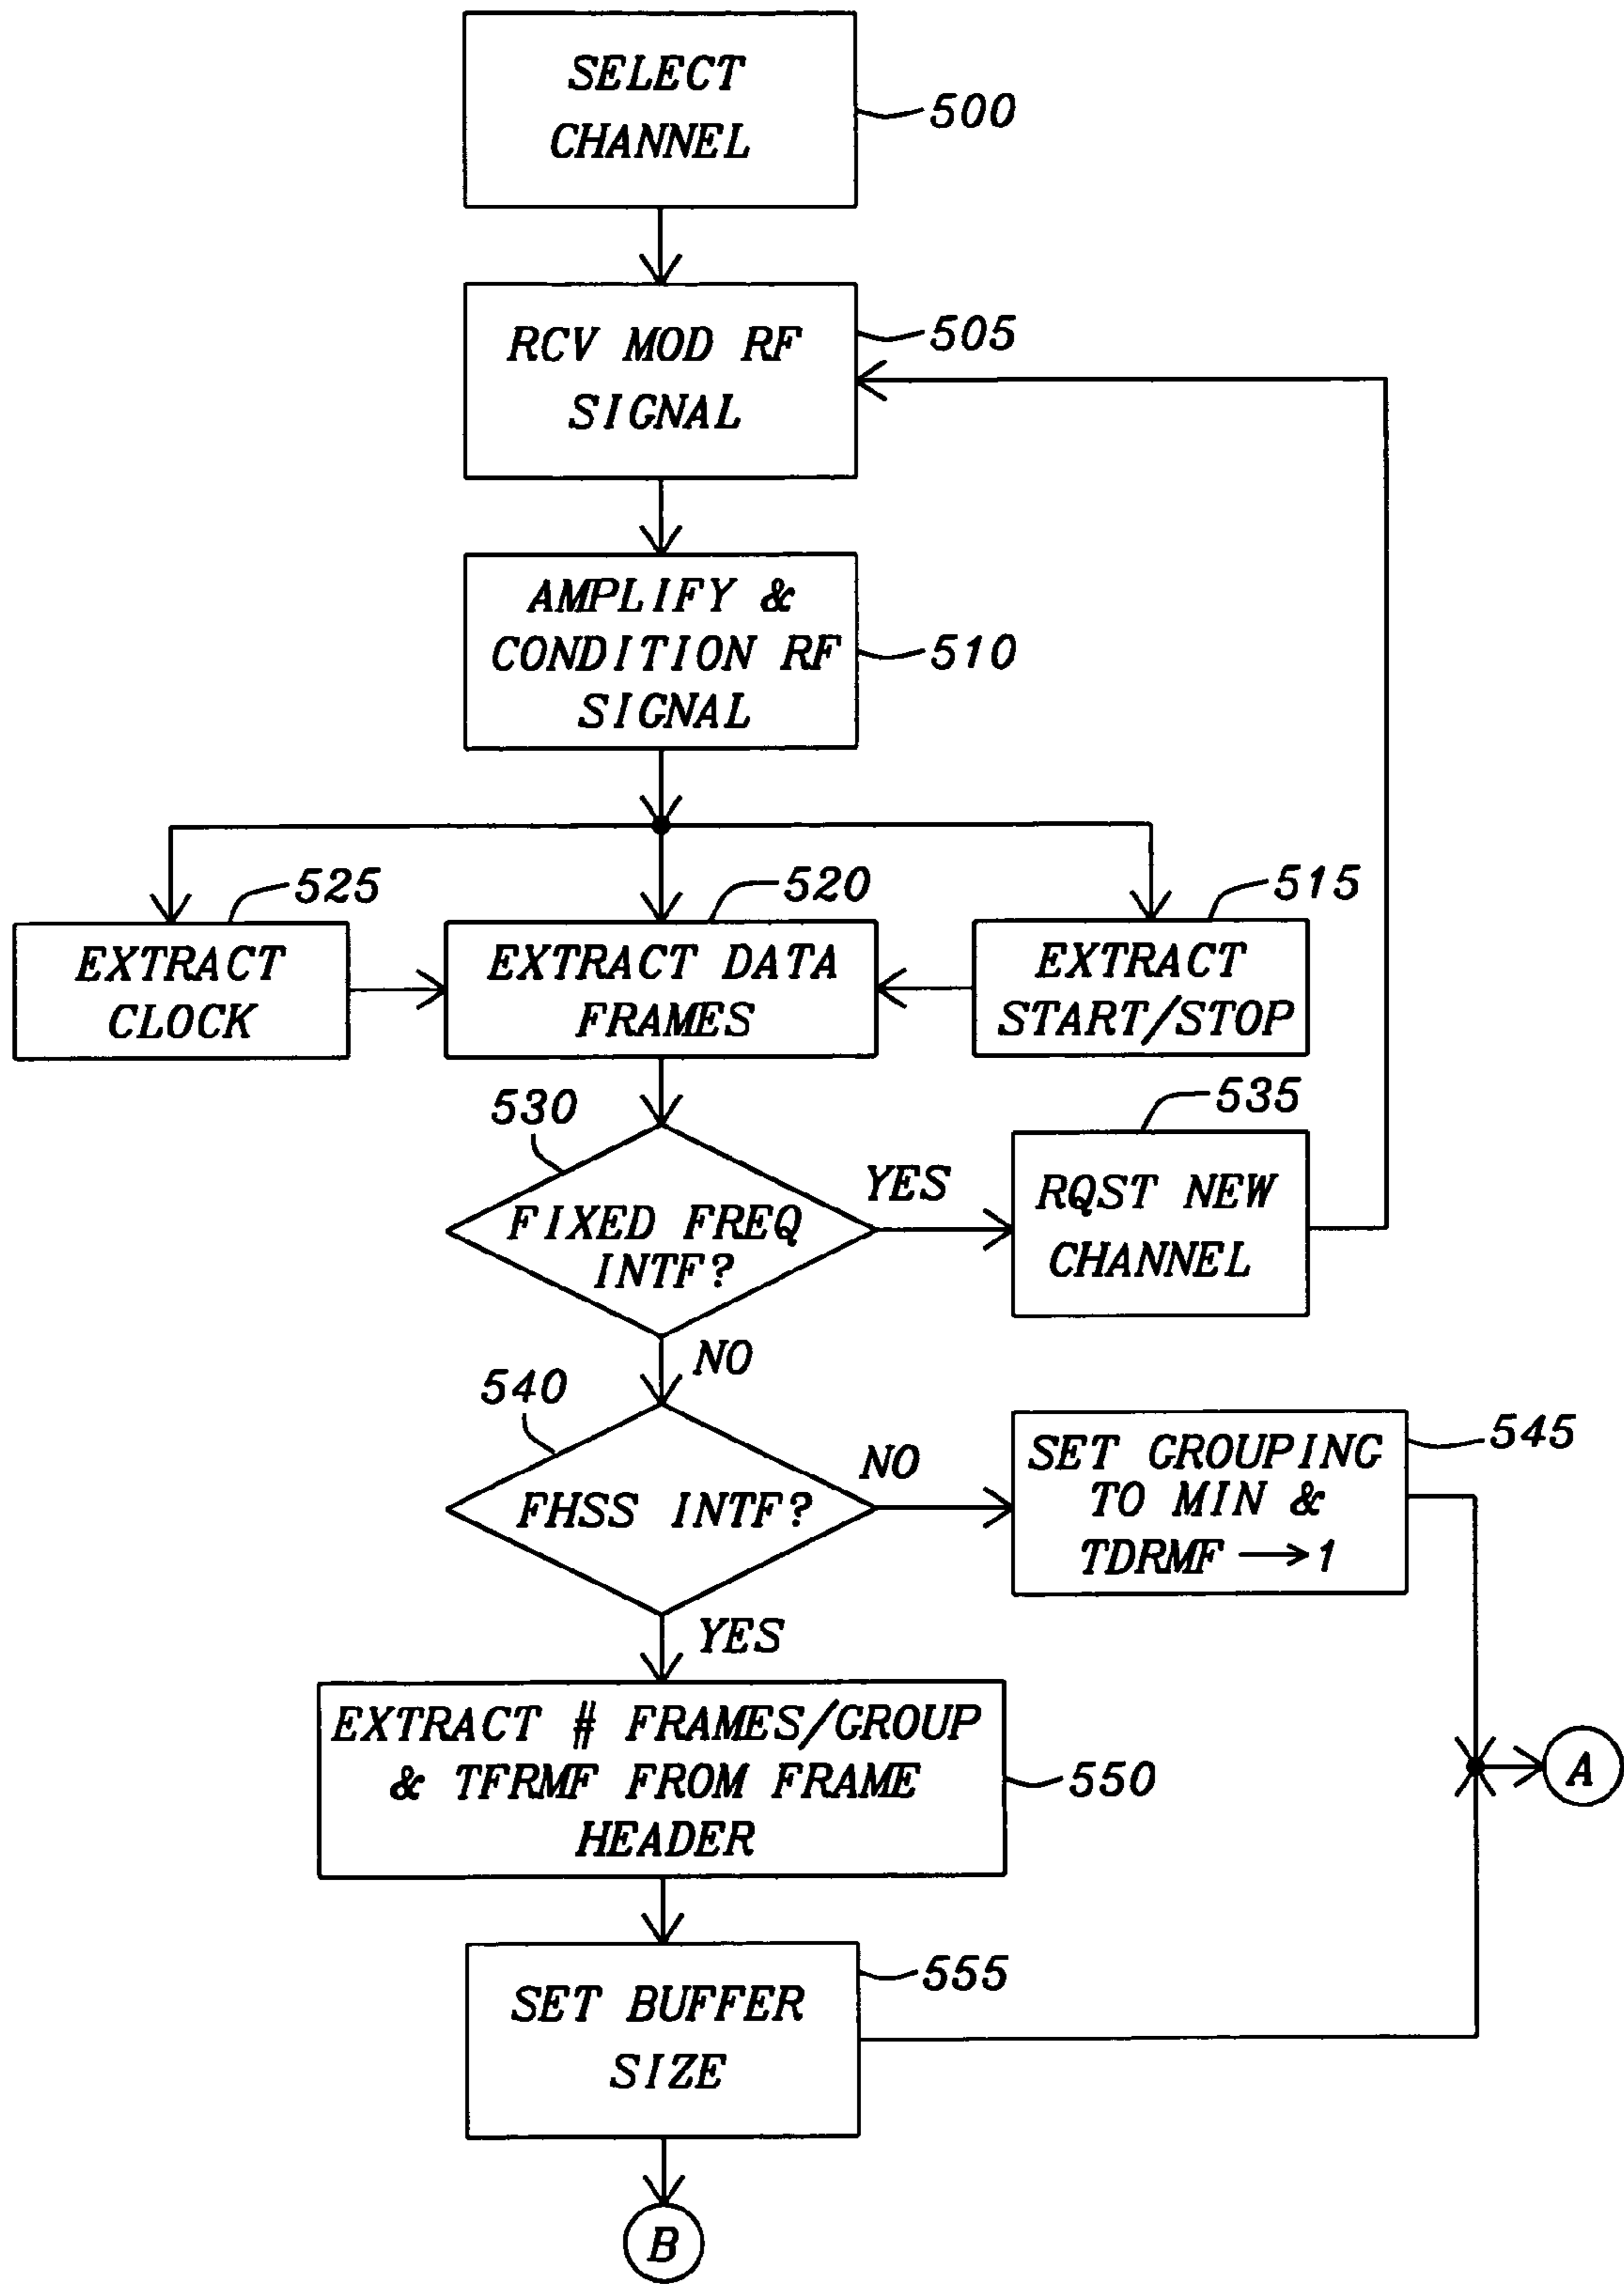 SELECT
CHANNEL
500
RCV MOD RF
SIGNAL
505
AMPLIFY &
CONDITION RF
SIGNAL
510
525
520
515
EXTRACT
CLOCK
EXTRACT DATA
FRAMES
EXTRACT
START/STOP
530
535
FIXED FREQ
INTF?
YES
RQST NEW
CHANNEL
NO
540
FHSS INTF?
NO
SET GROUPING
TO MIN &
TDRMF → 1
545
YES
EXTRACT # FRAMES/GROUP
& TFRMF FROM FRAME
HEADER
550
A
SET BUFFER
SIZE
555
B